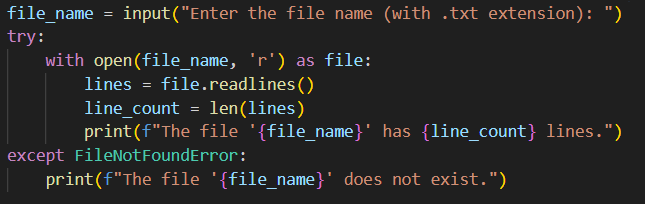 file_name = input("Enter the file name (with .txt extension): ")
try:
    with open(file_name, 'r') as file:
        lines = file.readlines()
        line_count = len(lines)
        print(f"The file '{file_name}' has {line_count} lines.")
except FileNotFoundError:
    print(f"The file '{file_name}' does not exist.")